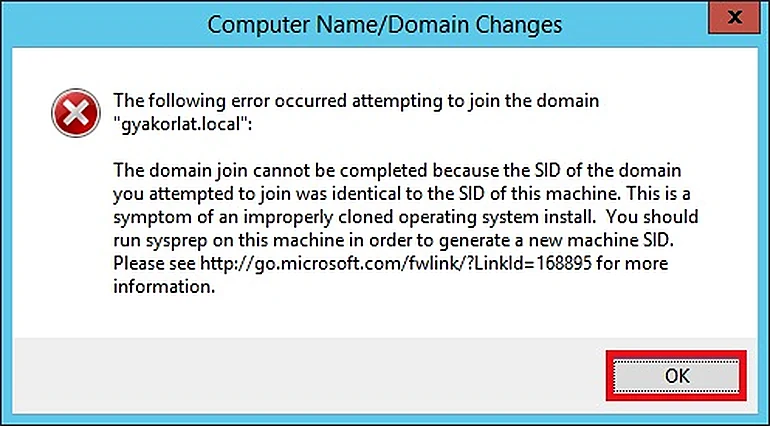 Computer Name/Domain Changes
x
The following error occurred attempting to join the domain
"gyakorlat.local":
The domain join cannot be completed because the SID of the domain
you attempted to join was identical to the SID of this machine. This is a
symptom of an improperly cloned operating system install.  You should
run sysprep on this machine in order to generate a new machine SID.
Please see http://go.microsoft.com/fwlink/?LinkId=168895 for more
information.
OK